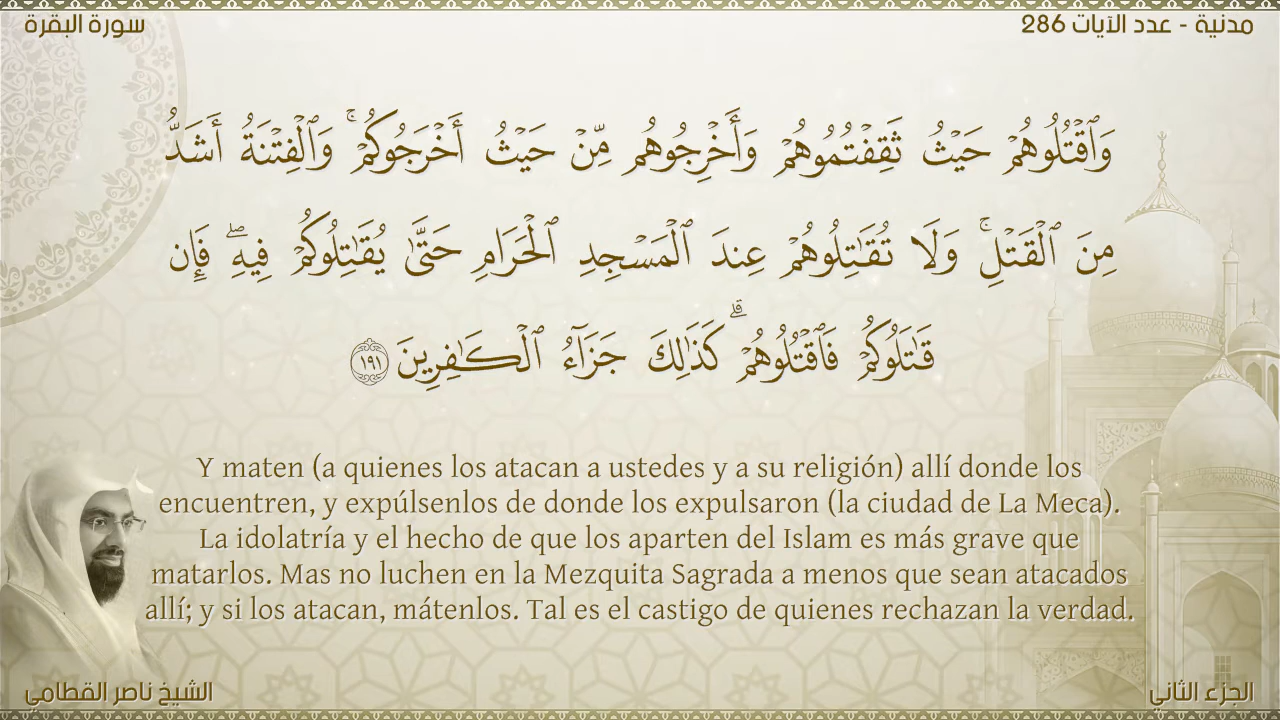 مدنية - عدد الآيات 286
سورة البقرة
وَٱقۡتُلُوهُمۡ حَيۡثُ ثَقِفۡتُمُوهُمۡ وَأَخۡرِجُوهُم مِّنۡ حَيۡثُ أَخۡرَجُوكُمۡۚ وَٱلۡفِتۡنَةُ أَشَدُّ
مِنَ ٱلۡقَتۡلِۚ وَلَا تُقَٰتِلُوهُمۡ عِندَ ٱلۡمَسۡجِدِ ٱلۡحَرَامِ حَتَّىٰ يُقَٰتِلُوكُمۡ فِيهِۖ فَإِن
قَٰتَلُوكُمۡ فَٱقۡتُلُوهُمۡۗ كَذَٰلِكَ جَزَآءُ ٱلۡكَٰفِرِينَ ١٩١
Y maten (a quienes los atacan a ustedes y a su religión) allí donde los
encuentren, y expúlsenlos de donde los expulsaron (la ciudad de La Meca).
La idolatría y el hecho de que los aparten del Islam es más grave que
matarlos. Mas no luchen en la Mezquita Sagrada a menos que sean atacados
allí; y si los atacan, mátenlos. Tal es el castigo de quienes rechazan la verdad.
الجزء الثاني
الشيخ ناصر القطامي